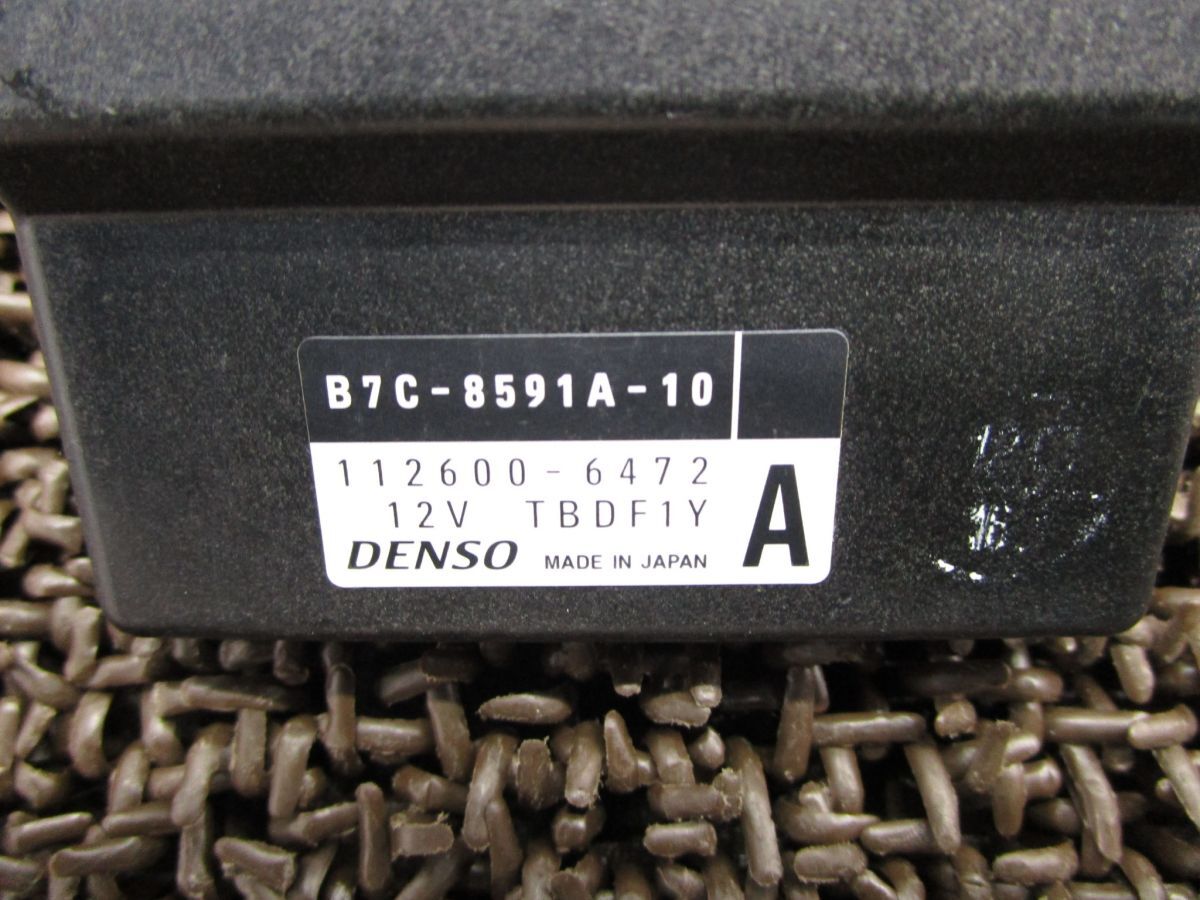 B7C-8591A-10
112600-6472
12V TBDF1Y
DENSO MADE IN JAPAN
A